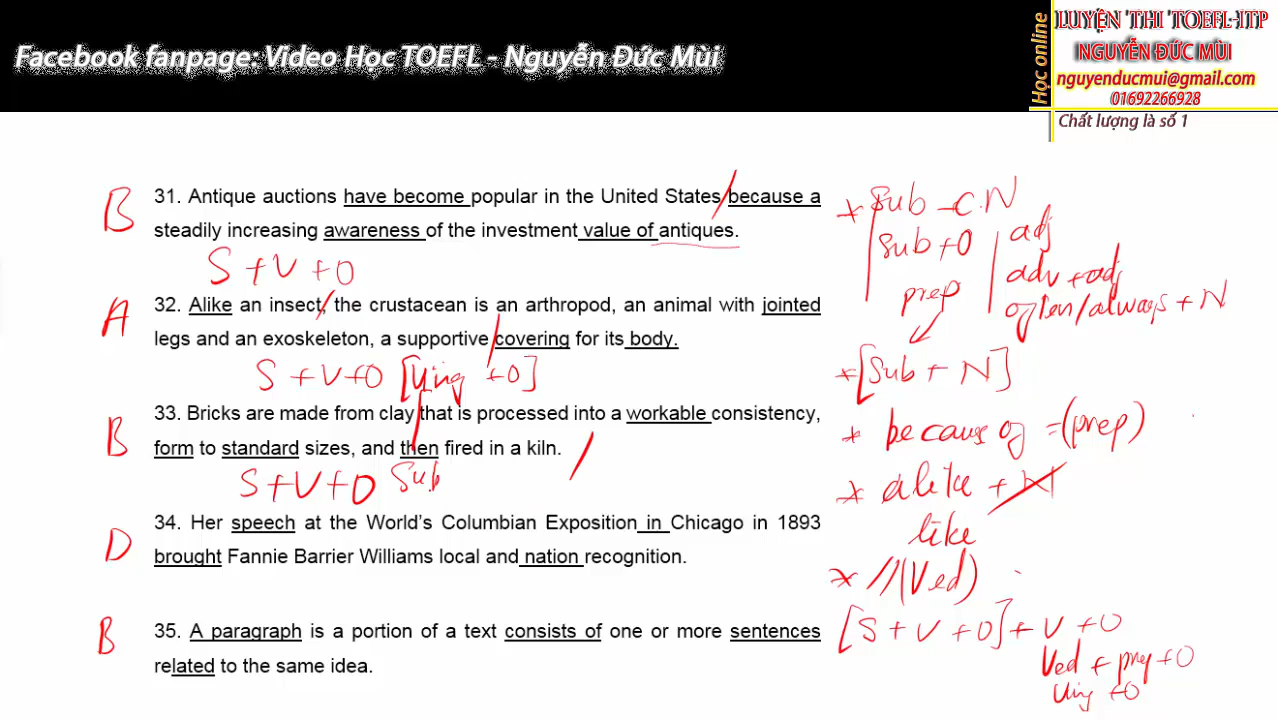 Facebook fanpage: Video Học TOEFL - Nguyễn Đức Mùi
Học online
LUYỆN THI TOEFL-ITP
NGUYỄN ĐỨC MÙI
nguyenducmui@gmail.com
01692266928
Chất lượng là số 1
B
31. Antique auctions have become popular in the United States because a
steadily increasing awareness of the investment value of antiques.
S + V + O
A
32. Alike an insect, the crustacean is an arthropod, an animal with jointed
legs and an exoskeleton, a supportive covering for its body.
S + V + O [Ving + O]
B
33. Bricks are made from clay that is processed into a workable consistency,
form to standard sizes, and then fired in a kiln.
S + V + O Sub
D
34. Her speech at the World's Columbian Exposition in Chicago in 1893
brought Fannie Barrier Williams local and nation recognition.
B
35. A paragraph is a portion of a text consists of one or more sentences
related to the same idea.
* Sub - C.N
Sub + O
prep
adj
adv + adj
often/always + N
* [Sub + N]
* because of = (prep)
* alike + N
like
* // (Ved)
[S + V + O] + V + O
Ved + prep + O
Ving + O